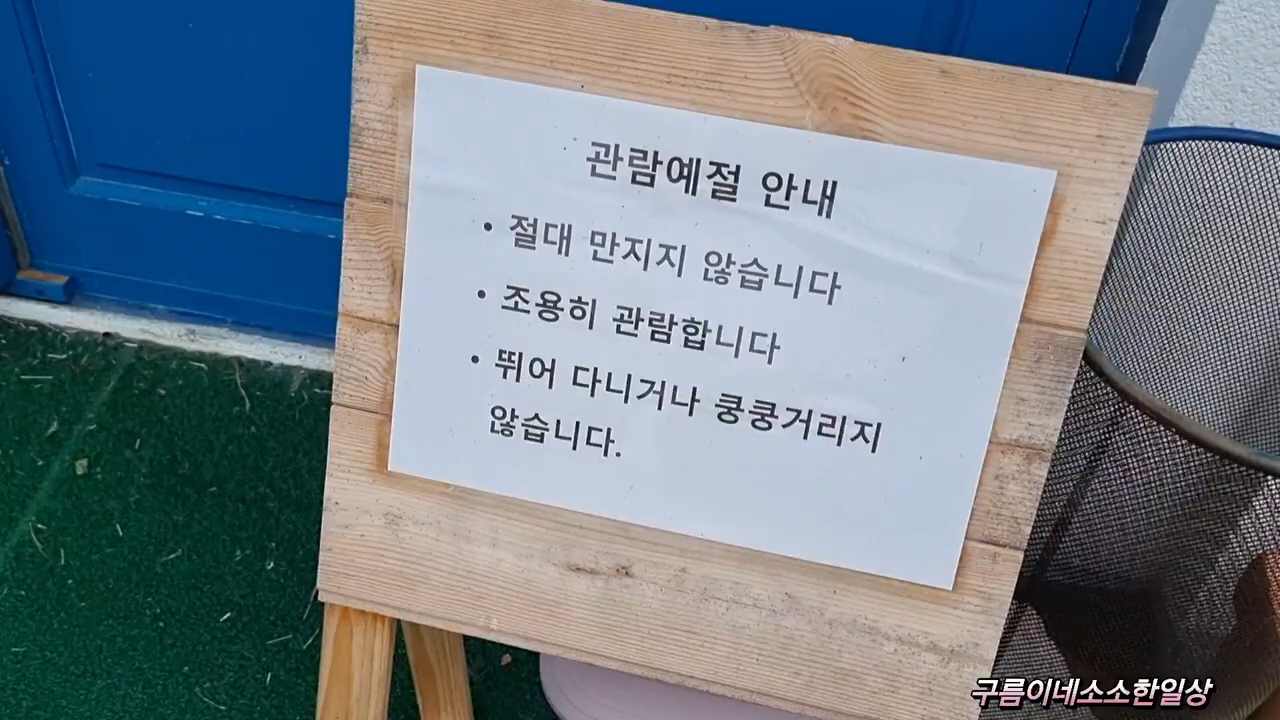 관람예절 안내
• 절대 만지지 않습니다
• 조용히 관람합니다
• 뛰어 다니거나 쿵쿵거리지
않습니다.
구름이네소소한일상